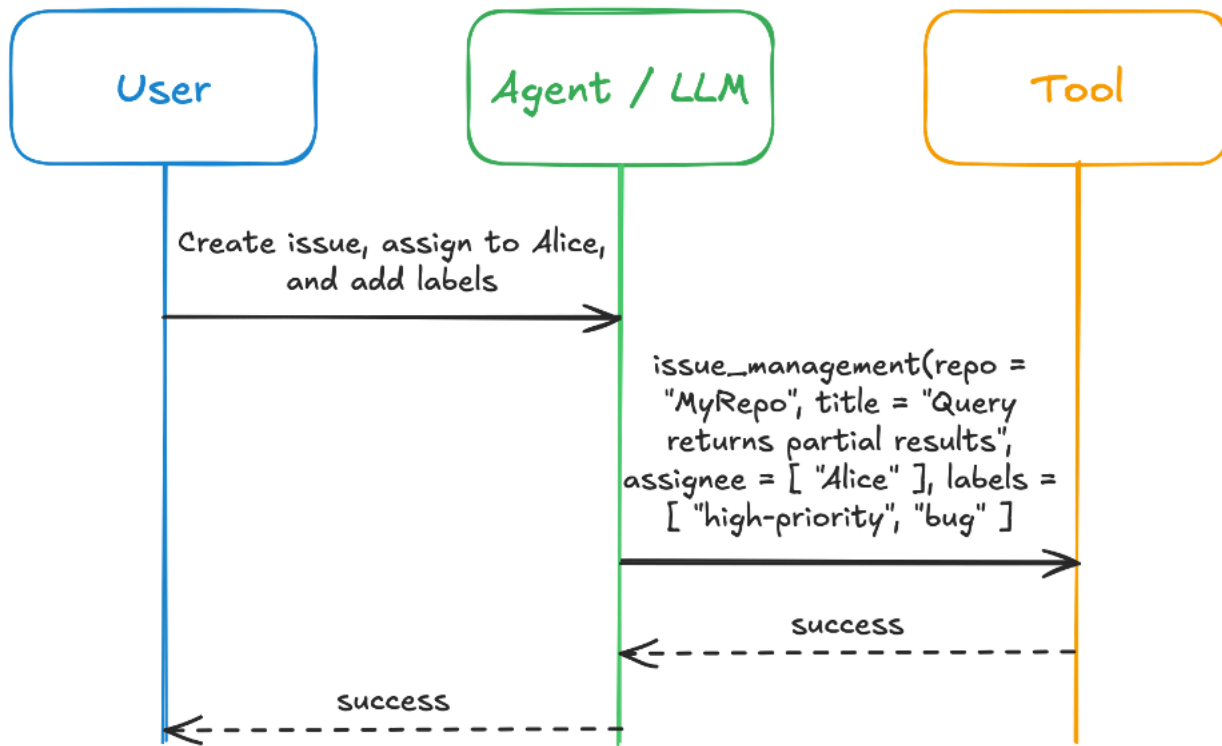 User
Agent / LLM
Tool
Create issue, assign to Alice,
and add labels
issue_management(repo =
"MyRepo", title = "Query
returns partial results",
assignee = [ "Alice" ], labels =
[ "high-priority", "bug" ]
success
success